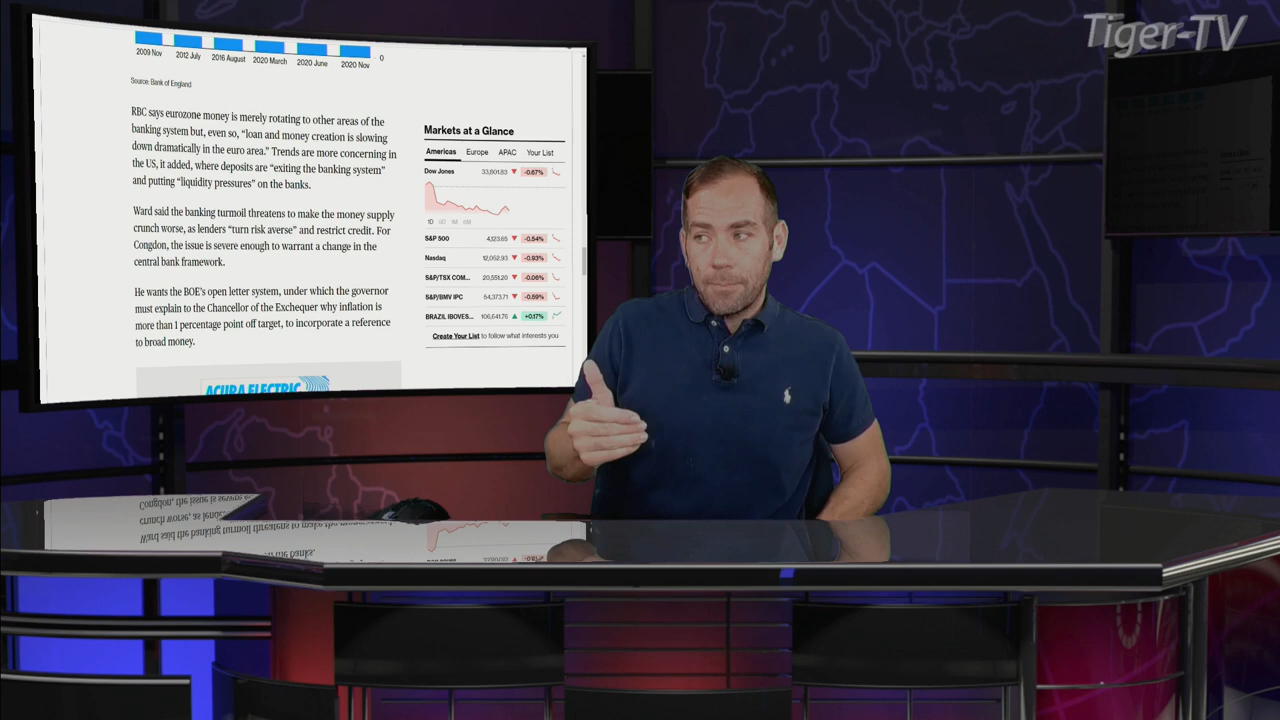 Tiger-TV
2009 Nov 2012 July 2016 August 2020 March 2020 June 2020 Nov 0
Source: Bank of England
RBC says eurozone money is merely rotating to other areas of the
banking system but, even so, “loan and money creation is slowing
down dramatically in the euro area.” Trends are more concerning in
the US, it added, where deposits are “exiting the banking system”
and putting “liquidity pressures” on the banks.
Ward said the banking turmoil threatens to make the money supply
crunch worse, as lenders “turn risk averse” and restrict credit. For
Congdon, the issue is severe enough to warrant a change in the
central bank framework.
He wants the BOE's open letter system, under which the governor
must explain to the Chancellor of the Exchequer why inflation is
more than 1 percentage point off target, to incorporate a reference
to broad money.
ACURA ELECTRIC
Markets at a Glance
Americas Europe APAC Your List
Dow Jones 33,601.83 ▼ -0.67%
1D 5D 1M 6M
S&P 500 4,123.65 ▼ -0.54%
Nasdaq 12,062.93 ▼ -0.93%
S&P/TSX COM... 20,551.20 ▼ -0.06%
S&P/BMV IPC 54,373.71 ▼ -0.59%
BRAZIL IBOVES... 106,641.76 ▲ +0.17%
Create Your List to follow what interests you